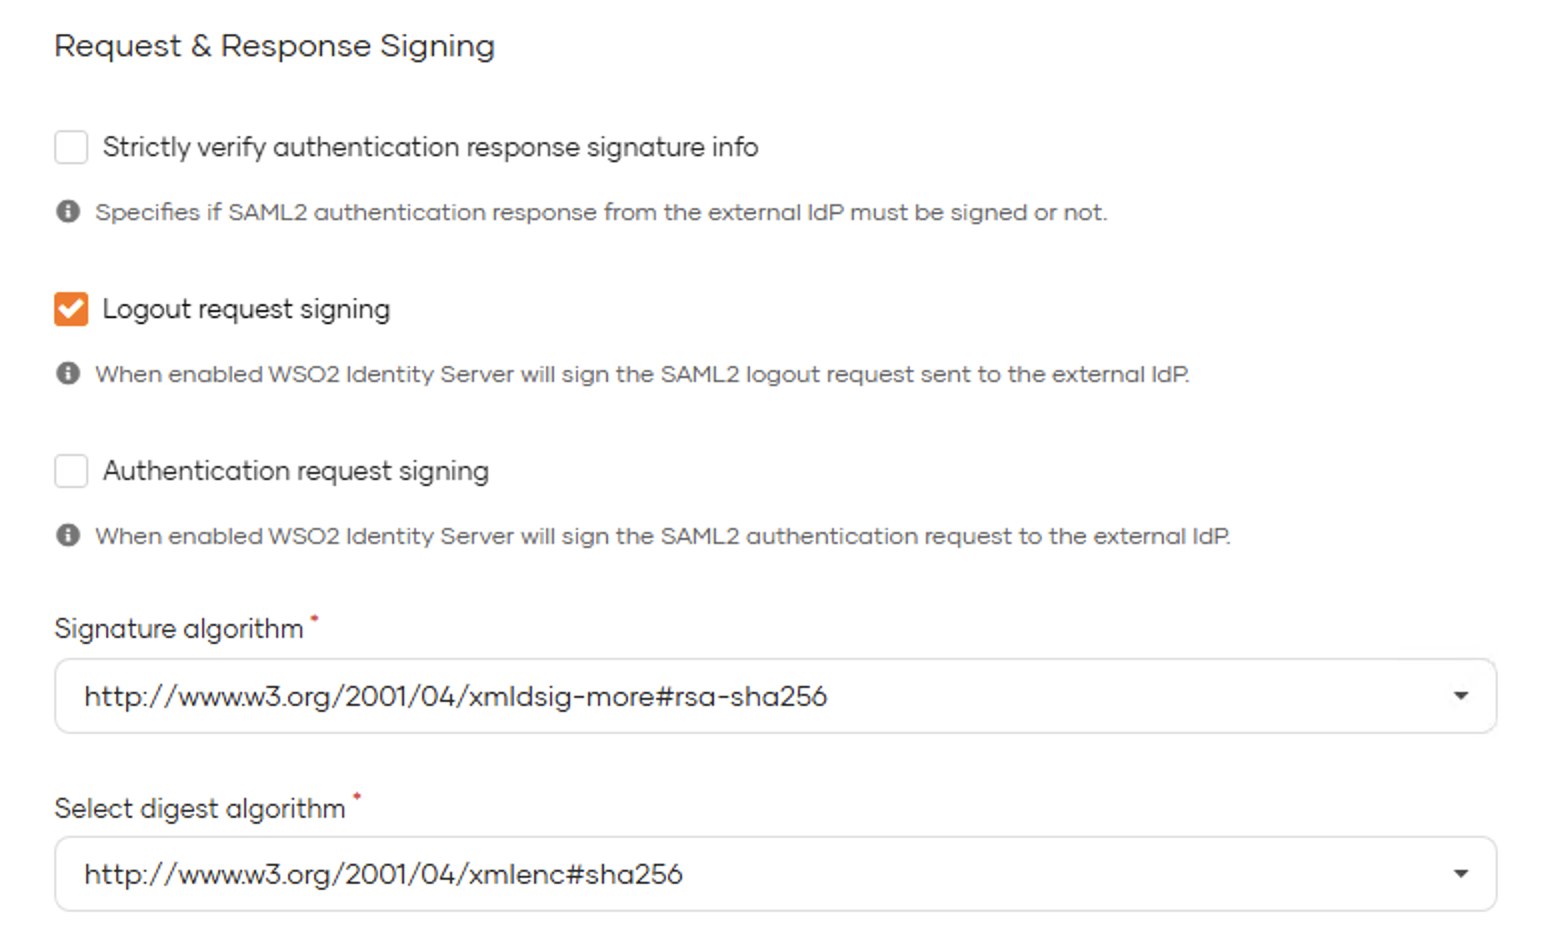 Request & Response Signing
Strictly verify authentication response signature info
Specifies if SAML2 authentication response from the external IdP must be signed or not.
Logout request signing
When enabled WSO2 Identity Server will sign the SAML2 logout request sent to the external IdP.
Authentication request signing
When enabled WSO2 Identity Server will sign the SAML2 authentication request to the external IdP.
Signature algorithm *
http://www.w3.org/2001/04/xmldsig-more#rsa-sha256
Select digest algorithm *
http://www.w3.org/2001/04/xmlenc#sha256